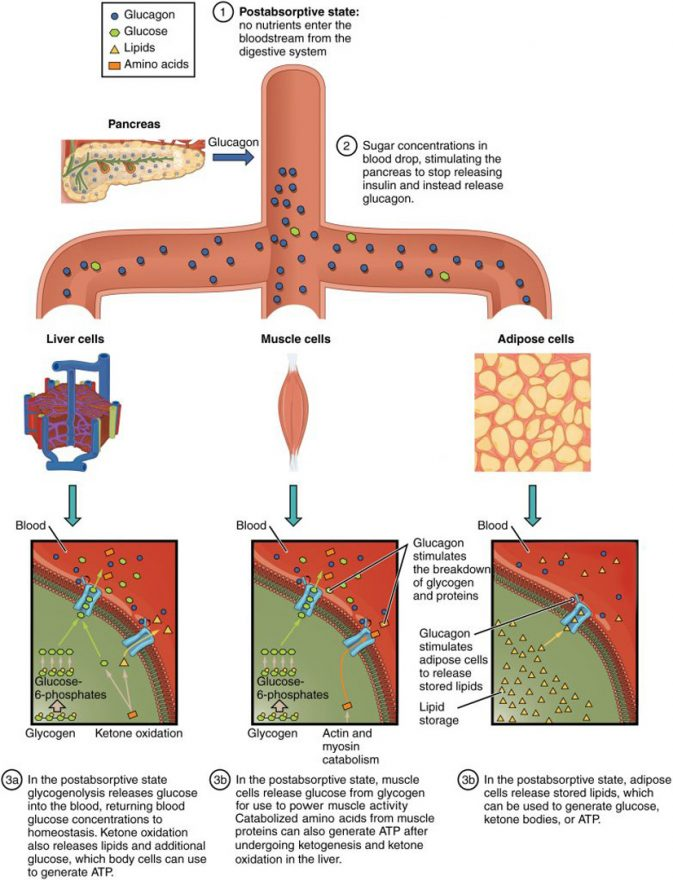 Glucagon
Glucose
Lipids
Amino acids
1 Postabsorptive state:
no nutrients enter the
bloodstream from the
digestive system
Pancreas
Glucagon
2 Sugar concentrations in
blood drop, stimulating the
pancreas to stop releasing
insulin and instead release
glucagon.
Liver cells
Muscle cells
Adipose cells
Blood
Glucose-
6-phosphates
Glycogen
Ketone oxidation
Blood
Glucose-
6-phosphates
Glycogen
Actin and
myosin
catabolism
Glucagon
stimulates
the breakdown
of glycogen
and proteins
Blood
Glucagon
stimulates
adipose cells
to release
stored lipids
Lipid
storage
3a In the postabsorptive state
glycogenolysis releases glucose
into the blood, returning blood
glucose concentrations to
homeostasis. Ketone oxidation
also releases lipids and additional
glucose, which body cells can use
to generate ATP.
3b In the postabsorptive state, muscle
cells release glucose from glycogen
for use to power muscle activity
Catabolized amino acids from muscle
proteins can also generate ATP after
undergoing ketogenesis and ketone
oxidation in the liver.
3b In the postabsorptive state, adipose
cells release stored lipids, which
can be used to generate glucose,
ketone bodies, or ATP.